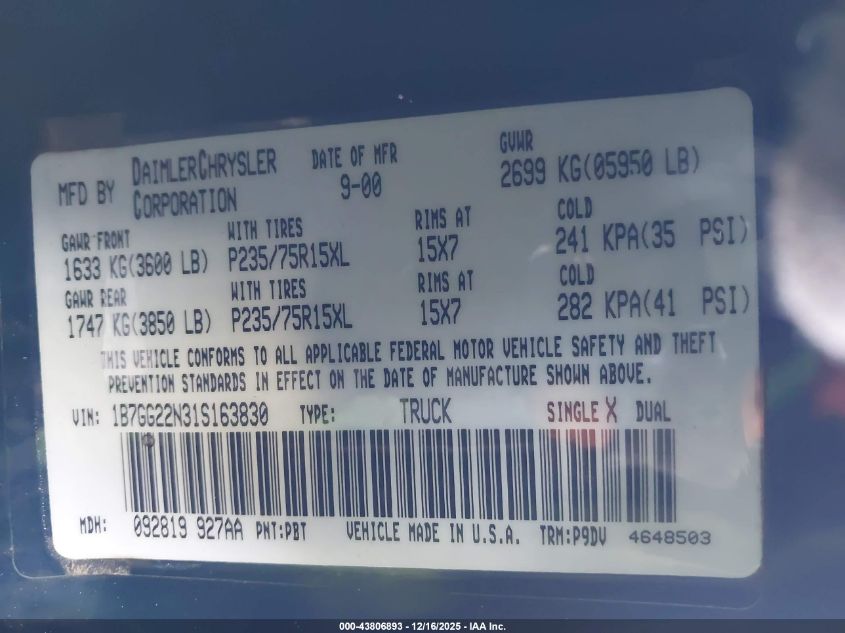 MFD BY DAIMLERCHRYSLER CORPORATION DATE OF MFR 9-00 GVWR 2699 KG(05950 LB)
GAWR FRONT WITH TIRES RIMS AT COLD
1633 KG(3600 LB) P235/75R15XL 15X7 241 KPA(35 PSI)
GAWR REAR WITH TIRES RIMS AT COLD
1747 KG(3850 LB) P235/75R15XL 15X7 282 KPA(41 PSI)
THIS VEHICLE CONFORMS TO ALL APPLICABLE FEDERAL MOTOR VEHICLE SAFETY AND THEFT
PREVENTION STANDARDS IN EFFECT ON THE DATE OF MANUFACTURE SHOWN ABOVE.
VIN: 1B7GG22N31S163830 TYPE: TRUCK SINGLE X DUAL
MDH: 092819 927AA PNT:PBT VEHICLE MADE IN U.S.A. TRM:P9DV 4648503
000-43806893 - 12/16/2025 - IAA Inc.